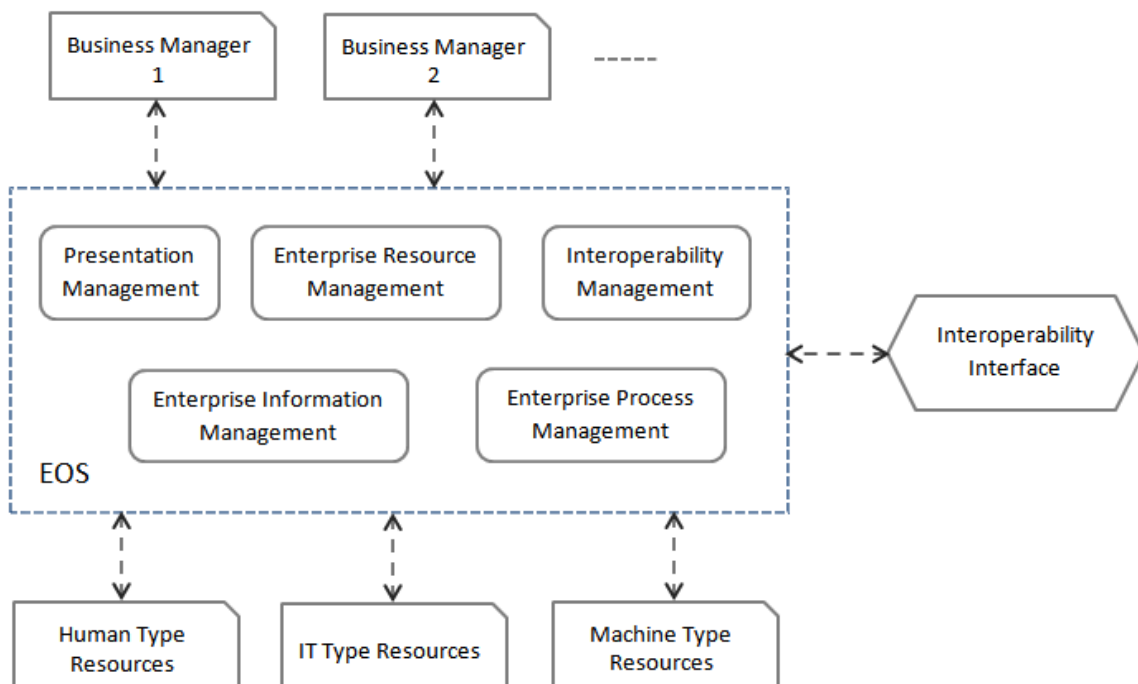 Business Manager
1
Business Manager
2
Presentation
Management
Enterprise Resource
Management
Interoperability
Management
Interoperability
Interface
Enterprise Information
Management
Enterprise Process
Management
EOS
Human Type
Resources
IT Type Resources
Machine Type
Resources